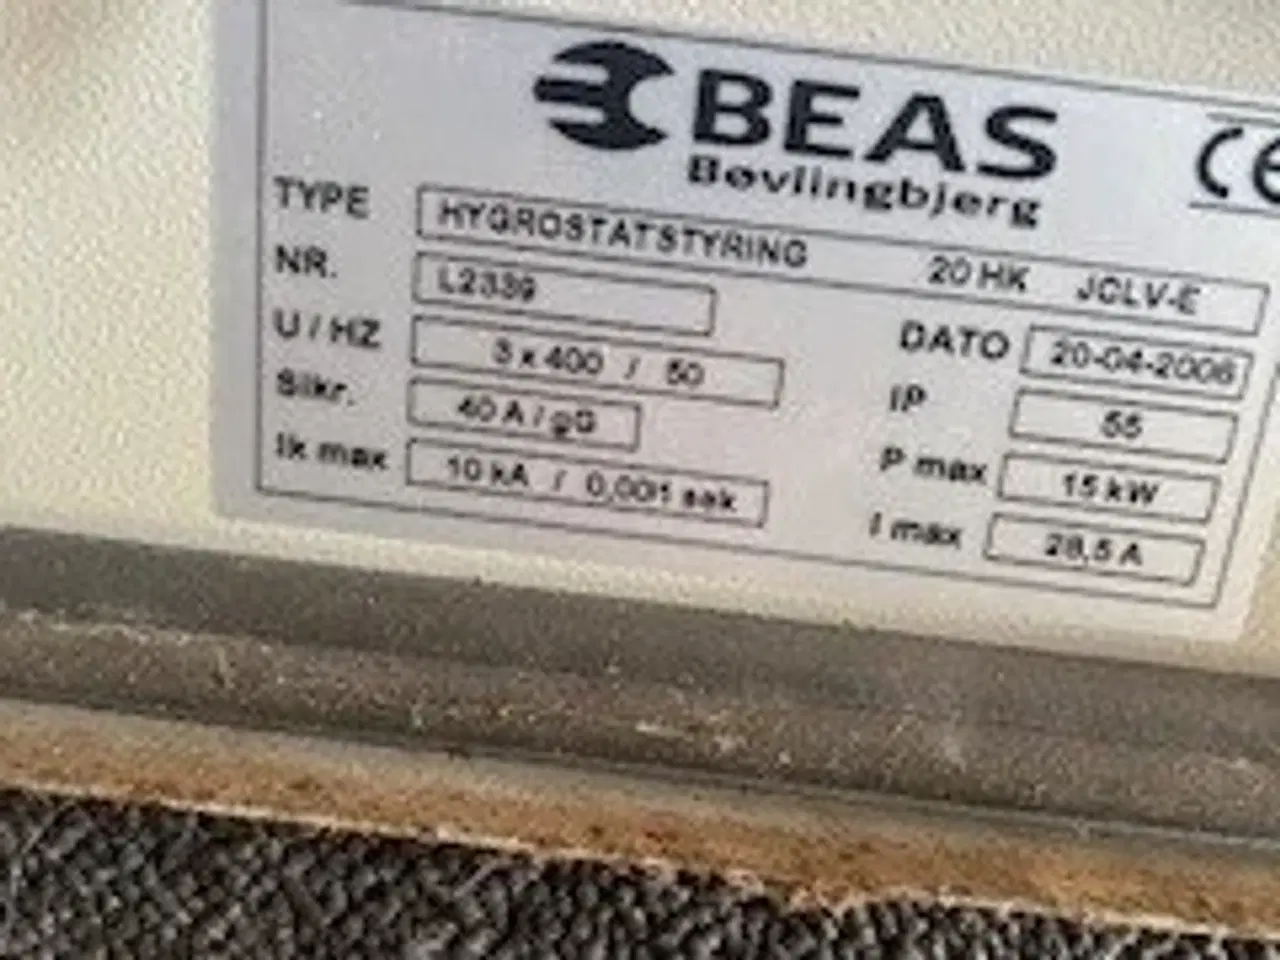 BEAS
Bøvlingbjerg
CE
TYPE HYGROSTATSTYRING 20 HK JCLV-E
NR. L2339
DATO 20-04-2006
U / HZ 3 x 400 / 50
IP 55
Sikr. 40 A / gG
P max 15 kW
Ik max 10 kA / 0,001 sek
I max 28,5 A